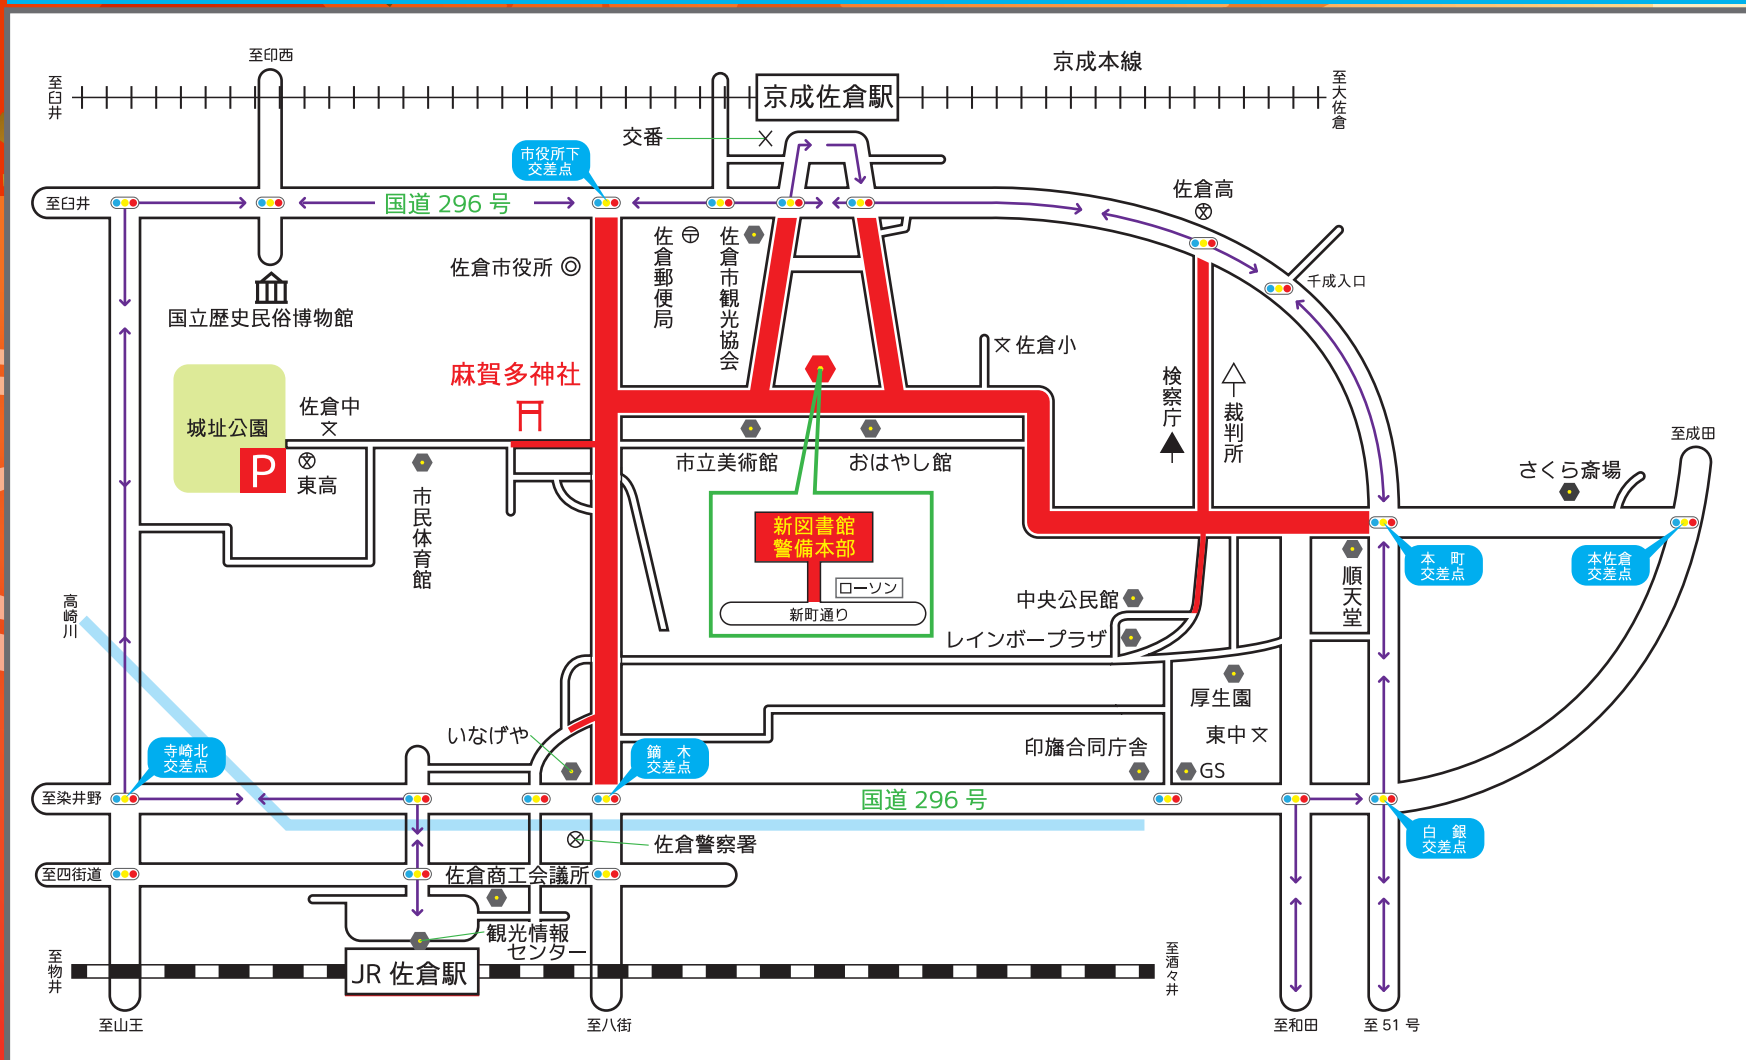 至印西
京成本線
至臼井
京成佐倉駅
至大佐倉
交番
市役所下
交差点
佐倉高
至臼井
国道 296 号
佐倉市役所
佐倉郵便局
佐倉市観光協会
千成入口
国立歴史民俗博物館
佐倉小
麻賀多神社
検察庁
裁判所
佐倉中
城址公園
至成田
P
東高
市立美術館
おはやし館
さくら斎場
市民体育館
新図書館
警備本部
ローソン
新町通り
本 町
交差点
本佐倉
交差点
順天堂
高崎川
中央公民館
レインボープラザ
厚生園
いなげや
東中
寺崎北
交差点
鏑 木
交差点
印旛合同庁舎
GS
至染井野
国道 296 号
白 銀
交差点
佐倉警察署
至四街道
佐倉商工会議所
観光情報
センター
至物井
JR 佐倉駅
至酒々井
至山王
至八街
至和田
至 51 号